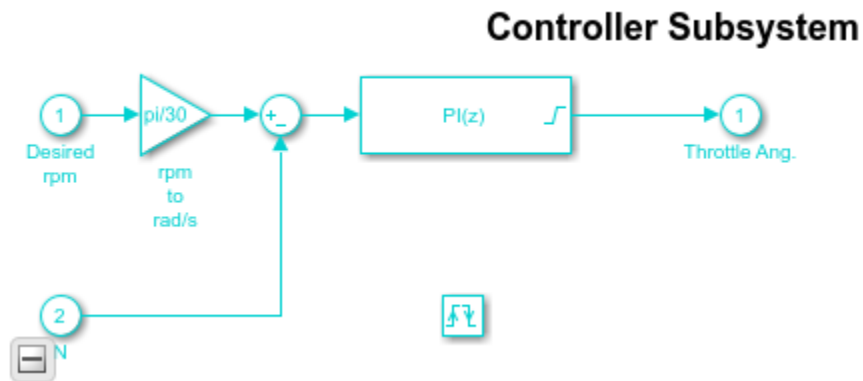 Controller Subsystem
1
pi/30
+
-
PI(z)
1
Desired
rpm
Throttle Ang.
rpm
to
rad/s
2
N